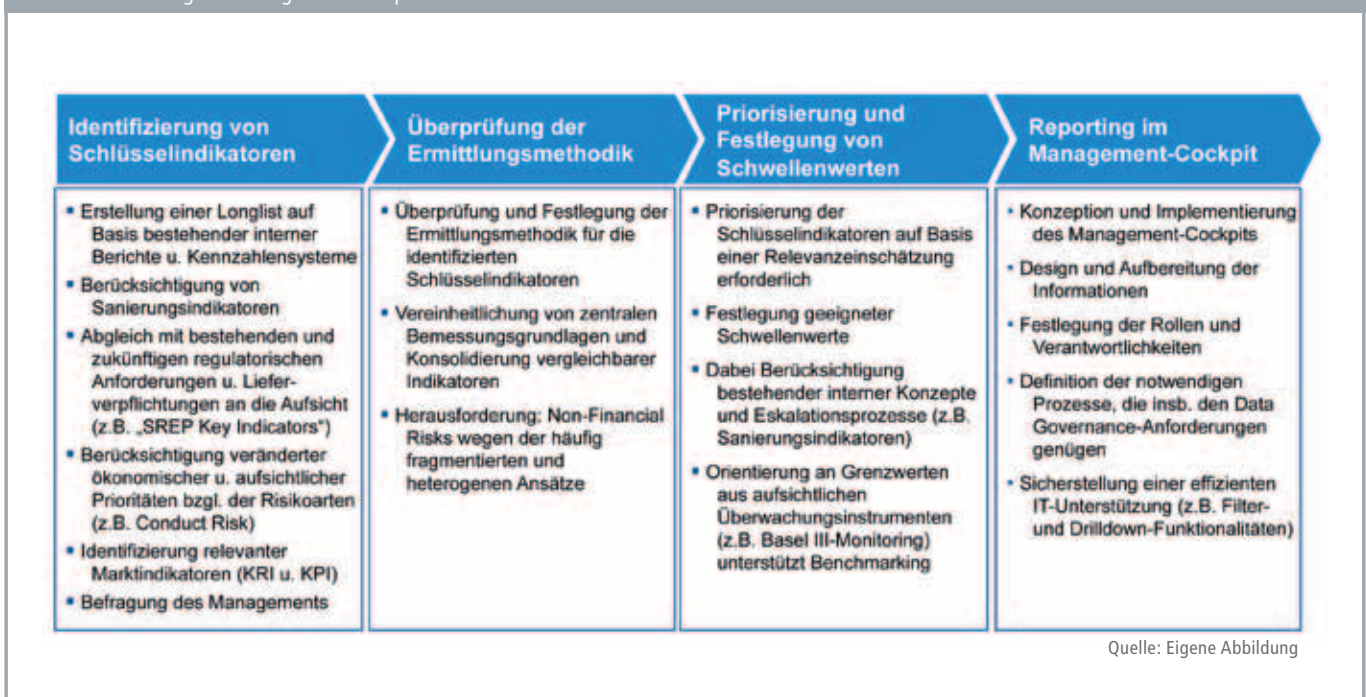 Identifizierung von
Schlüsselindikatoren
Überprüfung der
Ermittlungsmethodik
Priorisierung und
Festlegung von
Schwellenwerten
Reporting im
Management-Cockpit
▪ Erstellung einer Longlist auf
Basis bestehender interner
Berichte u. Kennzahlensysteme
▪ Berücksichtigung von
Sanierungsindikatoren
▪ Abgleich mit bestehenden und
zukünftigen regulatorischen
Anforderungen u. Liefer-
verpflichtungen an die Aufsicht
(z.B. „SREP Key Indicators“)
▪ Berücksichtigung veränderter
ökonomischer u. aufsichtlicher
Prioritäten bzgl. der Risikoarten
(z.B. Conduct Risk)
▪ Identifizierung relevanter
Marktindikatoren (KRI u. KPI)
▪ Befragung des Managements
▪ Überprüfung und Festlegung der
Ermittlungsmethodik für die
identifizierten
Schlüsselindikatoren
▪ Vereinheitlichung von zentralen
Bemessungsgrundlagen und
Konsolidierung vergleichbarer
Indikatoren
▪ Herausforderung: Non-Financial
Risks wegen der häufig
fragmentierten und
heterogenen Ansätze
▪ Priorisierung der
Schlüsselindikatoren auf Basis
einer Relevanzeinschätzung
erforderlich
▪ Festlegung geeigneter
Schwellenwerte
▪ Dabei Berücksichtigung
bestehender interner Konzepte
und Eskalationsprozesse (z.B.
Sanierungsindikatoren)
▪ Orientierung an Grenzwerten
aus aufsichtlichen
Überwachungsinstrumenten
(z.B. Basel III-Monitoring)
unterstützt Benchmarking
▪ Konzeption und Implementierung
des Management-Cockpits
▪ Design und Aufbereitung der
Informationen
▪ Festlegung der Rollen und
Verantwortlichkeiten
▪ Definition der notwendigen
Prozesse, die insb. den Data
Governance-Anforderungen
genügen
▪ Sicherstellung einer effizienten
IT-Unterstützung (z.B. Filter-
und Drilldown-Funktionalitäten)
Quelle: Eigene Abbildung